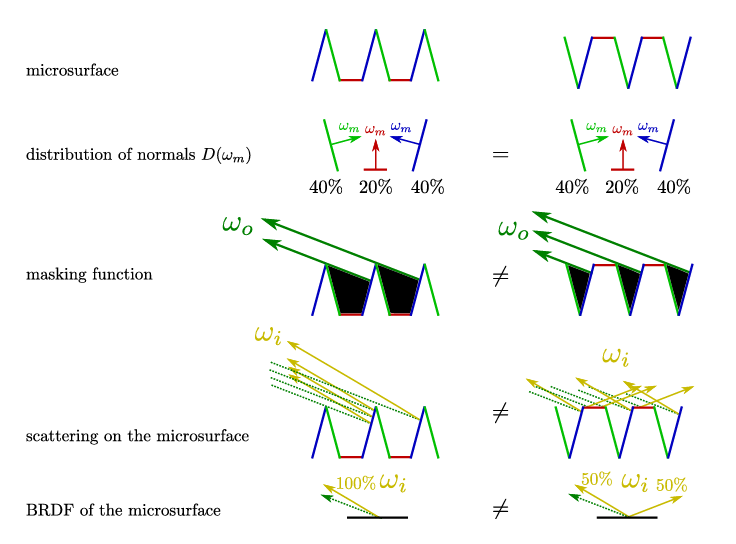 microsurface
distribution of normals D(ωₘ)
ωₘ ωₘ ωₘ
40% 20% 40%
=
ωₘ ωₘ ωₘ
40% 20% 40%
masking function
ωₒ
≠
ωₒ
scattering on the microsurface
ωᵢ
≠
ωᵢ
BRDF of the microsurface
100% ωᵢ
≠
50% ωᵢ 50%